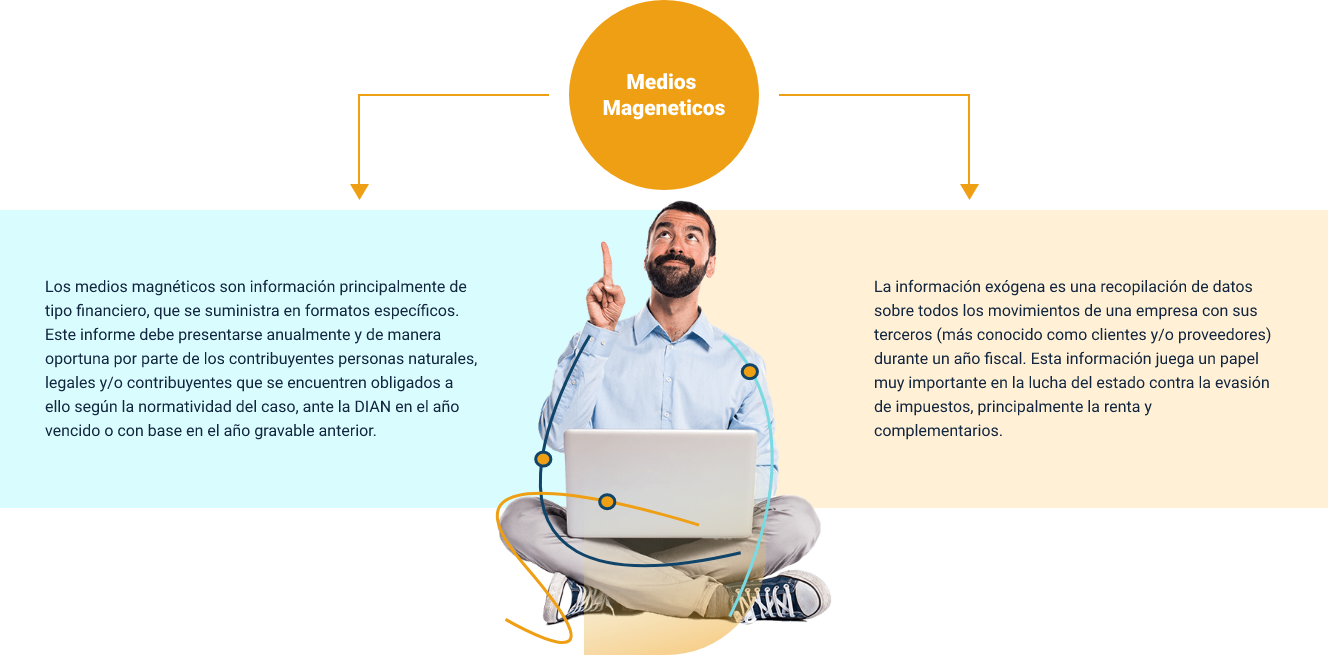 Medios
Mageneticos
Los medios magnéticos son información principalmente de
tipo financiero, que se suministra en formatos específicos.
Este informe debe presentarse anualmente y de manera
oportuna por parte de los contribuyentes personas naturales,
legales y/o contribuyentes que se encuentren obligados a
ello según la normatividad del caso, ante la DIAN en el año
vencido o con base en el año gravable anterior.
La información exógena es una recopilación de datos
sobre todos los movimientos de una empresa con sus
terceros (más conocido como clientes y/o proveedores)
durante un año fiscal. Esta información juega un papel
muy importante en la lucha del estado contra la evasión
de impuestos, principalmente la renta y
complementarios.